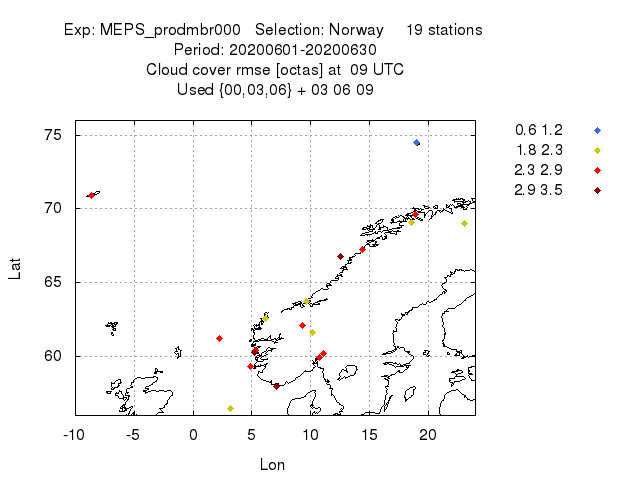 Exp: MEPS_prodmbr000 Selection: Norway 19 stations
Period: 20200601-20200630
Cloud cover rmse [octas] at 09 UTC
Used {00,03,06} + 03 06 09
75
70
65
60
Lat
-10 -5 0 5 10 15 20
Lon
0.6 1.2
1.8 2.3
2.3 2.9
2.9 3.5